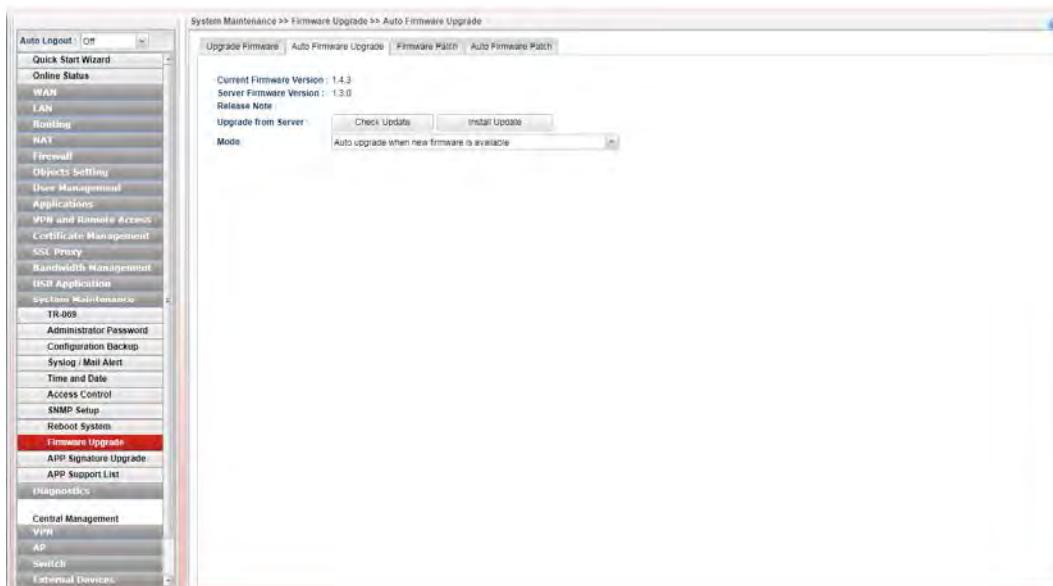 System Maintenance >> Firmware Upgrade >> Auto Firmware Upgrade
Auto Logout : Off
Quick Start Wizard
Online Status
WAN
LAN
Routing
NAT
Firewall
Objects Setting
User Management
Applications
VPN and Remote Access
Certificate Management
SSL Proxy
Bandwidth Management
USB Application
System Maintenance
TR-069
Administrator Password
Configuration Backup
Syslog / Mail Alert
Time and Date
Access Control
SNMP Setup
Reboot System
Firmware Upgrade
APP Signature Upgrade
APP Support List
Diagnostics
Central Management
VPN
AP
Switch
External Devices
Upgrade Firmware Auto Firmware Upgrade Firmware Patch Auto Firmware Patch
Current Firmware Version : 1.4.3
Server Firmware Version : 1.3.0
Release Note :
Upgrade from Server : Check Update Install Update
Mode Auto upgrade when new firmware is available